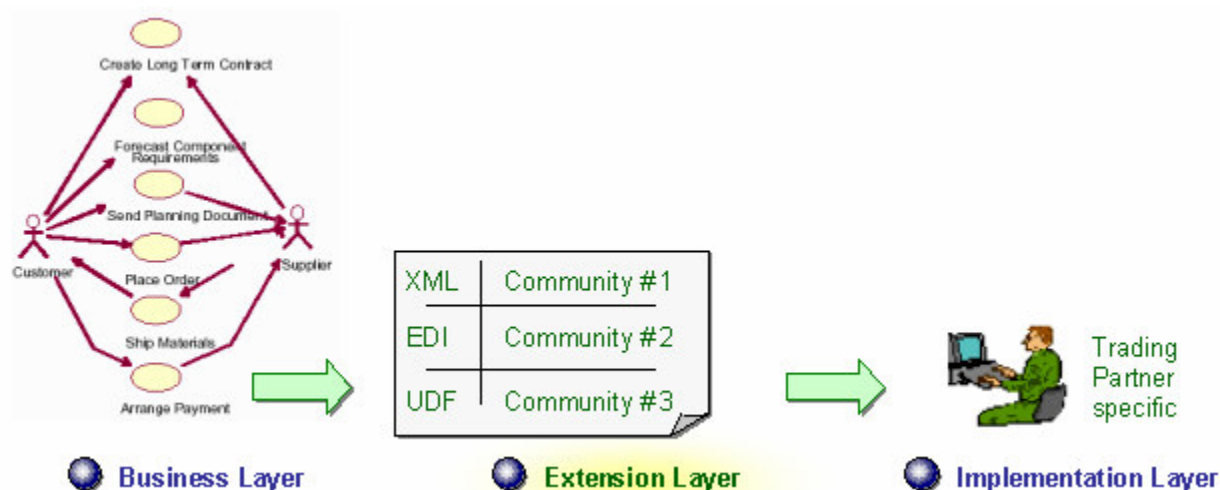 Create Long Term Contract
Forecast Component
Requirements
Send Planning Document
Customer
Supplier
Place Order
Ship Materials
Arrange Payment
XML Community #1
EDI Community #2
UDF Community #3
Trading
Partner
specific
Business Layer
Extension Layer
Implementation Layer